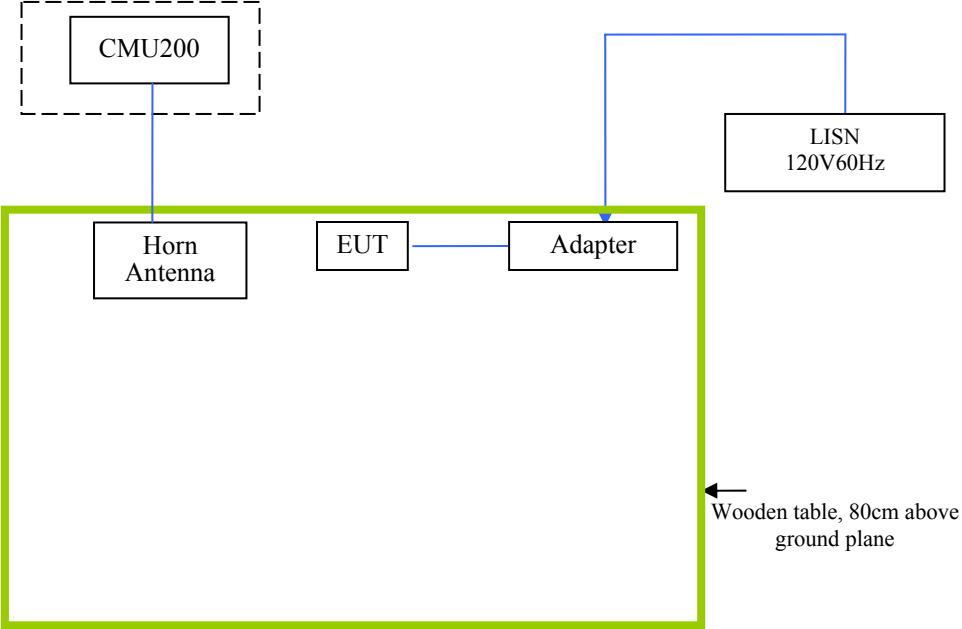 CMU200
LISN
120V60Hz
Horn
Antenna
EUT
Adapter
Wooden table, 80cm above
ground plane